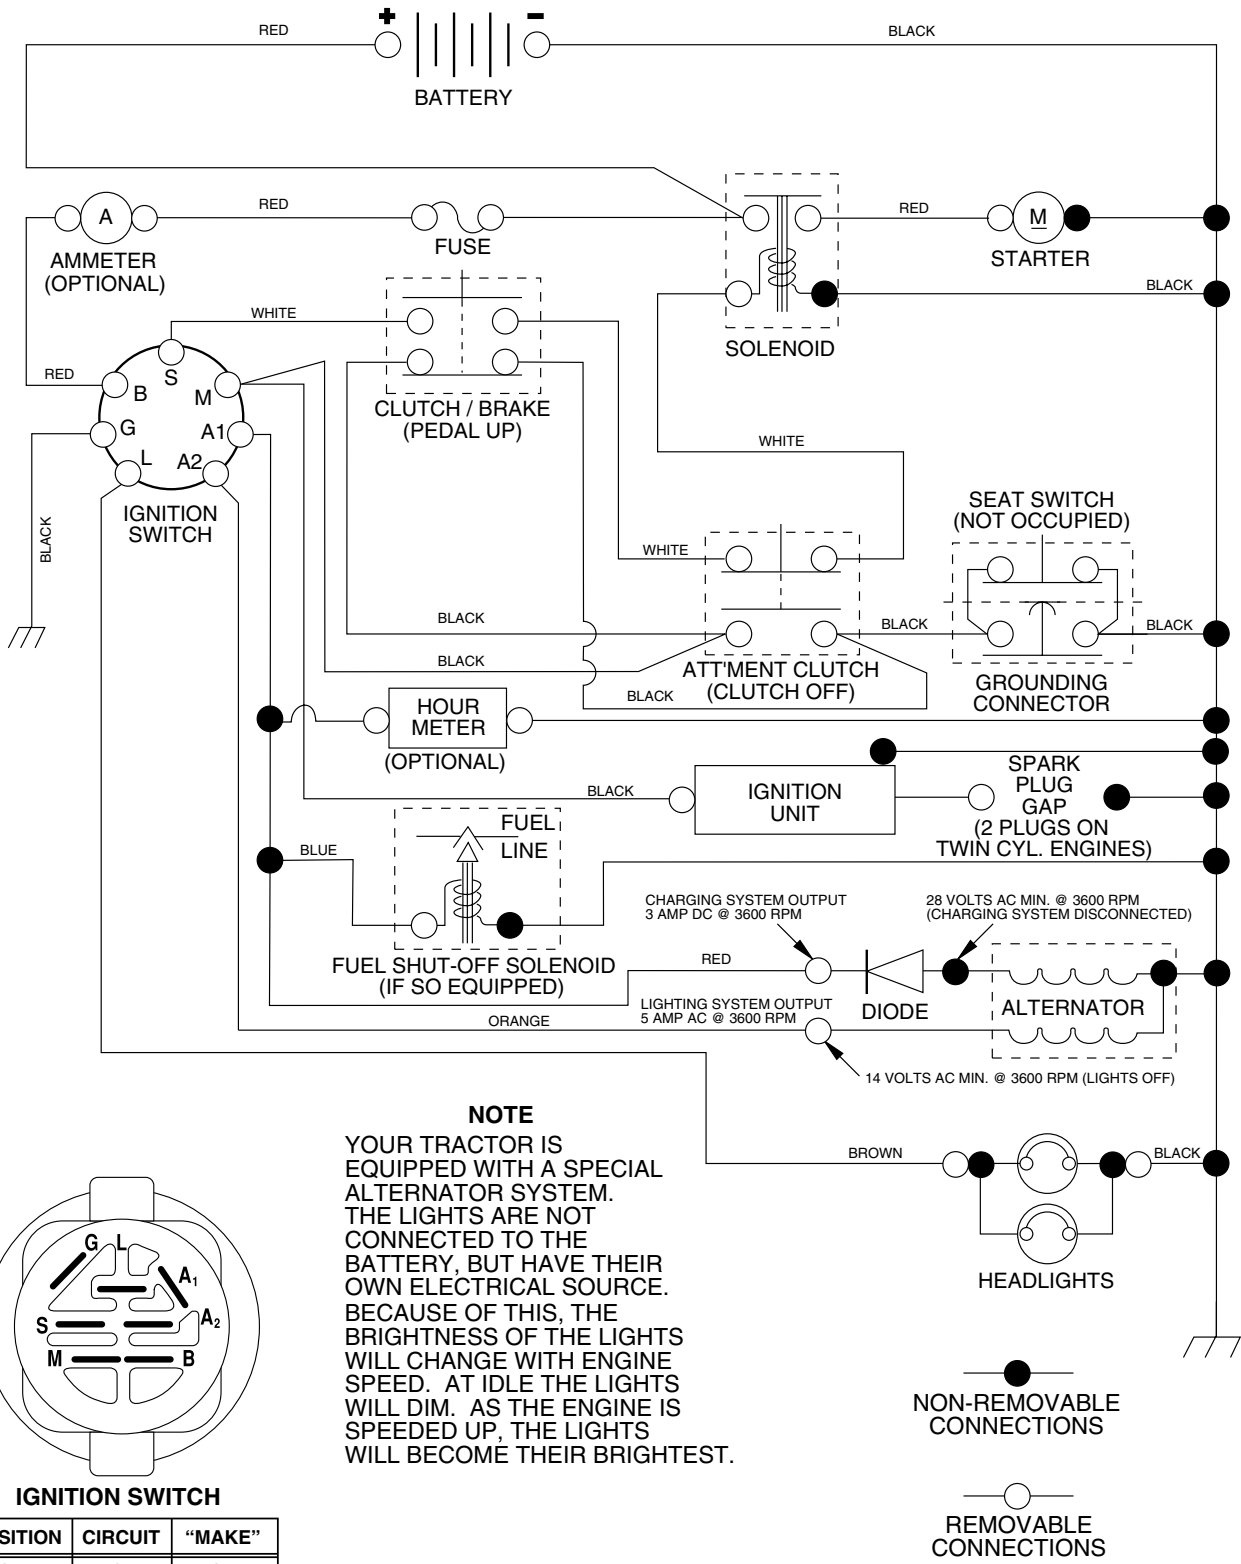 + −
RED
BLACK
BATTERY
A
RED
RED
M
AMMETER
(OPTIONAL)
FUSE
STARTER
BLACK
WHITE
SOLENOID
RED
S
B
M
CLUTCH / BRAKE
(PEDAL UP)
G
A1
L
A2
WHITE
IGNITION
SWITCH
BLACK
SEAT SWITCH
(NOT OCCUPIED)
WHITE
BLACK
BLACK
BLACK
BLACK
ATT'MENT CLUTCH
(CLUTCH OFF)
BLACK
GROUNDING
CONNECTOR
HOUR
METER
(OPTIONAL)
BLACK
IGNITION
UNIT
SPARK
PLUG
GAP
(2 PLUGS ON
TWIN CYL. ENGINES)
FUEL
LINE
BLUE
CHARGING SYSTEM OUTPUT
3 AMP DC @ 3600 RPM
28 VOLTS AC MIN. @ 3600 RPM
(CHARGING SYSTEM DISCONNECTED)
FUEL SHUT-OFF SOLENOID
(IF SO EQUIPPED)
RED
DIODE
ALTERNATOR
LIGHTING SYSTEM OUTPUT
5 AMP AC @ 3600 RPM
ORANGE
14 VOLTS AC MIN. @ 3600 RPM (LIGHTS OFF)
NOTE
YOUR TRACTOR IS
EQUIPPED WITH A SPECIAL
ALTERNATOR SYSTEM.
THE LIGHTS ARE NOT
CONNECTED TO THE
BATTERY, BUT HAVE THEIR
OWN ELECTRICAL SOURCE.
BECAUSE OF THIS, THE
BRIGHTNESS OF THE LIGHTS
WILL CHANGE WITH ENGINE
SPEED. AT IDLE THE LIGHTS
WILL DIM. AS THE ENGINE IS
SPEEDED UP, THE LIGHTS
WILL BECOME THEIR BRIGHTEST.
BROWN
BLACK
HEADLIGHTS
G L
A1
S
A2
M
B
IGNITION SWITCH
SITION CIRCUIT “MAKE”
NON-REMOVABLE
CONNECTIONS
REMOVABLE
CONNECTIONS